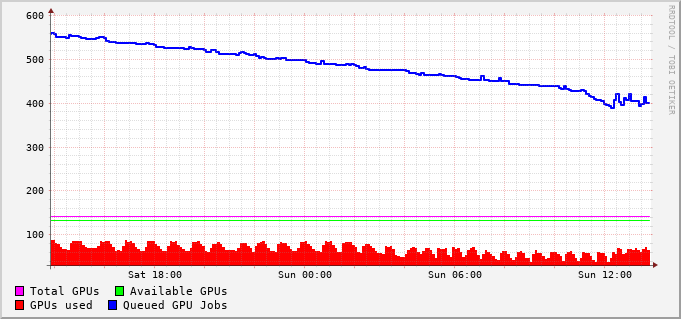 600
500
400
300
200
100
Sat 18:00 Sun 00:00 Sun 06:00 Sun 12:00
Total GPUs Available GPUs
GPUs used Queued GPU Jobs
RRDTOOL / TOBI OETIKER